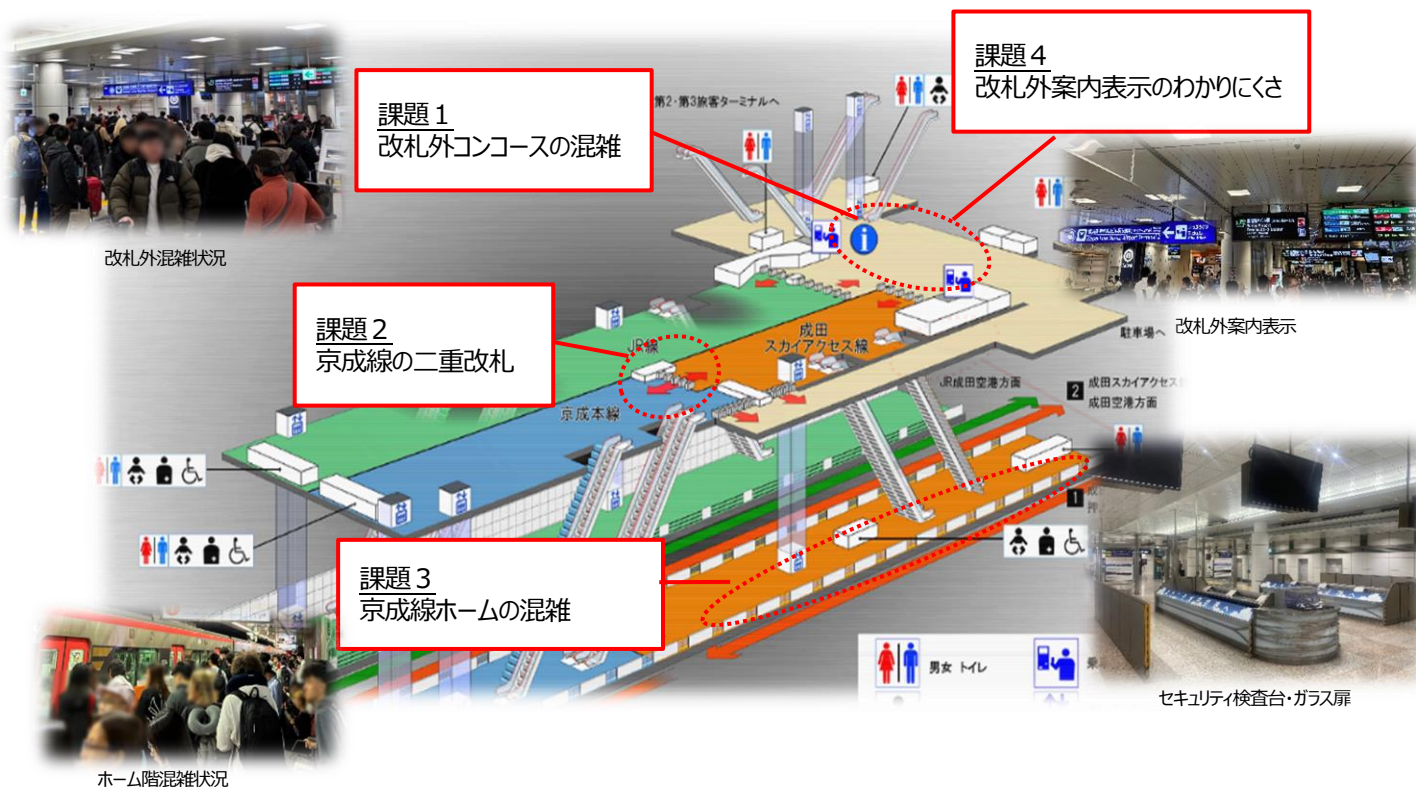 課題４
改札外案内表示のわかりにくさ
課題１
改札外コンコースの混雑
第2・第3旅客ターミナルへ
改札外混雑状況
改札外案内表示
駐車場へ
課題２
京成線の二重改札
JR線
成田
スカイアクセス線
京成本線
JR成田空港方面
2
成田スカイアクセス
成田空港方面
1
課題３
京成線ホームの混雑
男女 トイレ
セキュリティ検査台・ガラス扉
ホーム階混雑状況